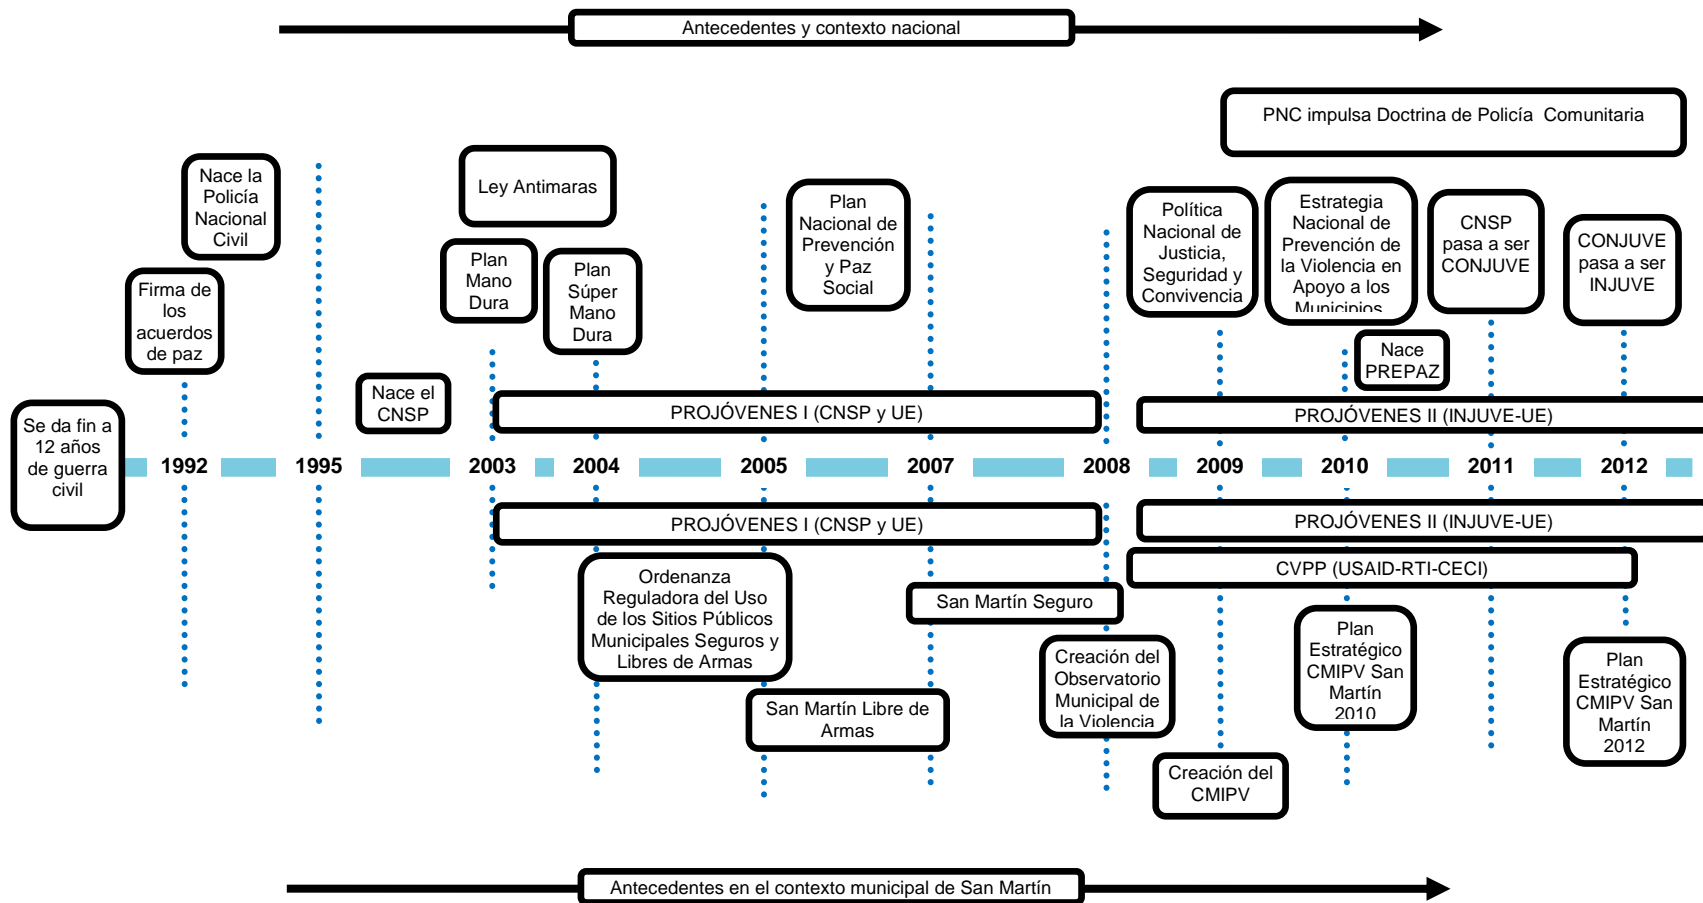 Antecedentes y contexto nacional
PNC impulsa Doctrina de Policía Comunitaria
Nace la
Policía
Nacional
Civil
Ley Antimaras
Plan
Nacional de
Prevención
y Paz
Social
Política
Nacional
de
Justicia,
Seguridad y
Convivencia
Estrategia
Nacional de
Prevención de
la Violencia en
Apoyo a los
Municipios
CNSP
pasa a ser
CONJUVE
CONJUVE
pasa a ser
INJUVE
Firma de
los
acuerdos
de paz
Plan
Mano
Dura
Plan
Súper
Mano
Dura
Nace
PREPAZ
Nace el
CNSP
PROJÓVENES I (CNSP y UE)
PROJÓVENES II (INJUVE-UE)
Se da fin a
12 años
de guerra
civil
1992 1995 2003 2004 2005 2007 2008 2009 2010 2011 2012
PROJÓVENES I (CNSP y UE)
PROJÓVENES II (INJUVE-UE)
CVPP (USAID-RTI-CECI)
Ordenanza
Reguladora del Uso
de los Sitios Públicos
Municipales Seguros y
Libres de Armas
San Martín Seguro
San Martín Libre de
Armas
Creación del
Observatorio
Municipal de
la Violencia
Plan
Estratégico
CMIPV San
Martín
2010
Plan
Estratégico
CMIPV San
Martín
2012
Creación del
CMIPV
Antecedentes en el contexto municipal de San Martín